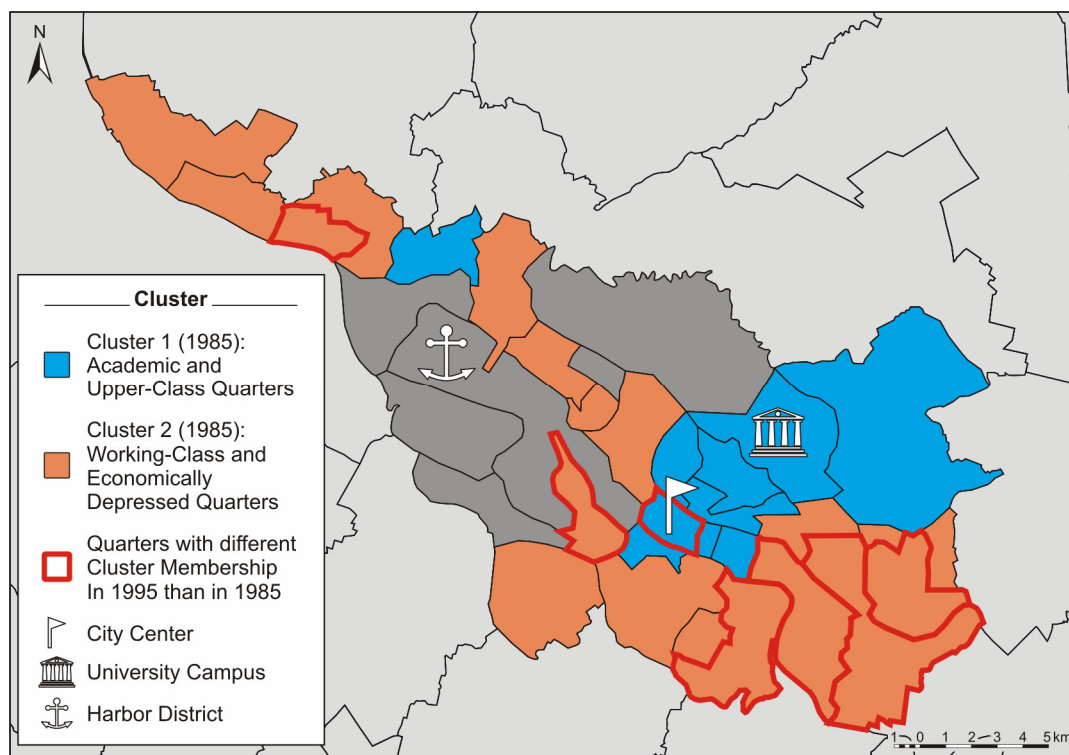 N
Cluster
Cluster 1 (1985):
Academic and
Upper-Class Quarters
Cluster 2 (1985):
Working-Class and
Economically
Depressed Quarters
Quarters with different
Cluster Membership
In 1995 than in 1985
City Center
University Campus
Harbor District
1 0 1 2 3 4 5 km